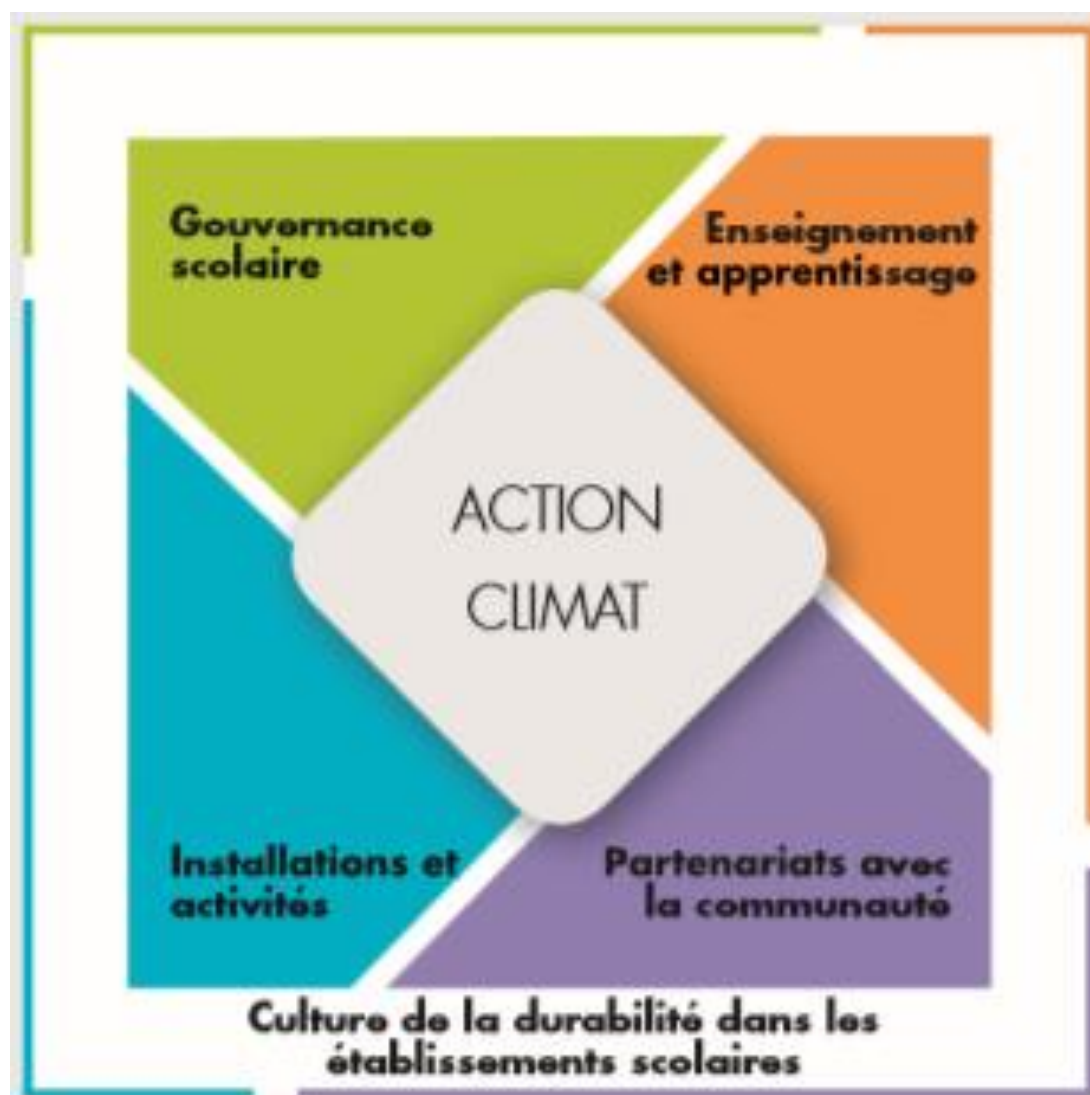 Gouvernance
scolaire
Enseignement
et apprentissage
ACTION
CLIMAT
Installations et
activités
Partenariats avec
la communauté
Culture de la durabilité dans les
établissements scolaires